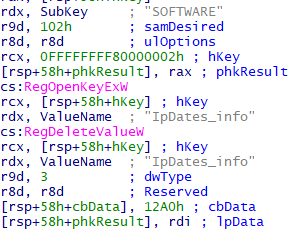 rdx, SubKey ; "SOFTWARE"
r9d, 102h ; samDesired
r8d, r8d ; ulOptions
rcx, 0FFFFFFFF80000002h ; hKey
[rsp+58h+phkResult], rax ; phkResult
cs:RegOpenKeyExW
rcx, [rsp+58h+hKey] ; hKey
rdx, ValueName ; "IpDates_info"
cs:RegDeleteValueW
rcx, [rsp+58h+hKey] ; hKey
rdx, ValueName ; "IpDates_info"
r9d, 3 ; dwType
r8d, r8d ; Reserved
[rsp+58h+cbData], 12A0h ; cbData
[rsp+58h+phkResult], rdi ; lpData